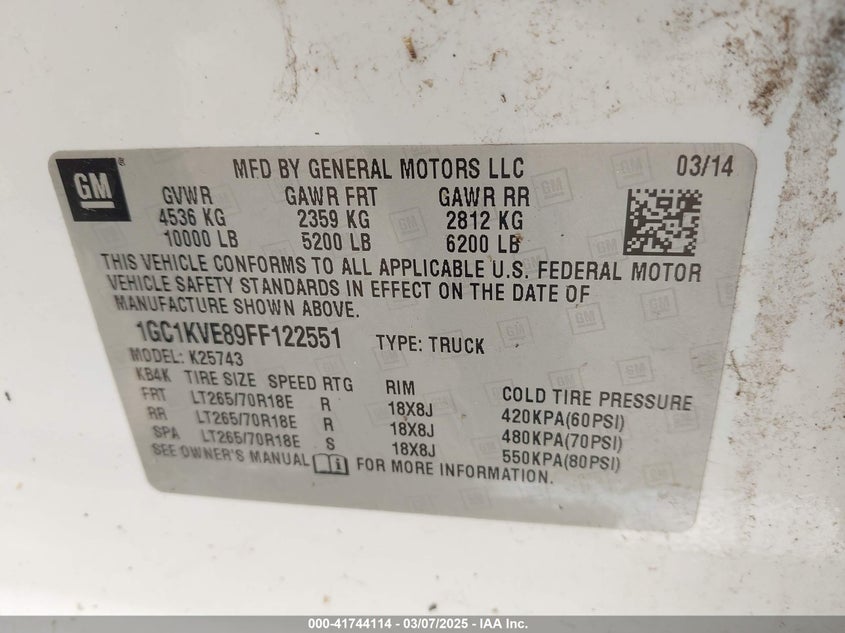 GM
MFD BY GENERAL MOTORS LLC 03/14
GVWR GAWR FRT GAWR RR
4536 KG 2359 KG 2812 KG
10000 LB 5200 LB 6200 LB
THIS VEHICLE CONFORMS TO ALL APPLICABLE U.S. FEDERAL MOTOR
VEHICLE SAFETY STANDARDS IN EFFECT ON THE DATE OF
MANUFACTURE SHOWN ABOVE.
1GC1KVE89FF122551 TYPE: TRUCK
MODEL: K25743
KB4K TIRE SIZE SPEED RTG RIM COLD TIRE PRESSURE
FRT LT265/70R18E R 18X8J 420KPA(60PSI)
RR LT265/70R18E R 18X8J 480KPA(70PSI)
SPA LT265/70R18E S 18X8J 550KPA(80PSI)
SEE OWNER'S MANUAL FOR MORE INFORMATION.
000-41744114 - 03/07/2025 - IAA Inc.